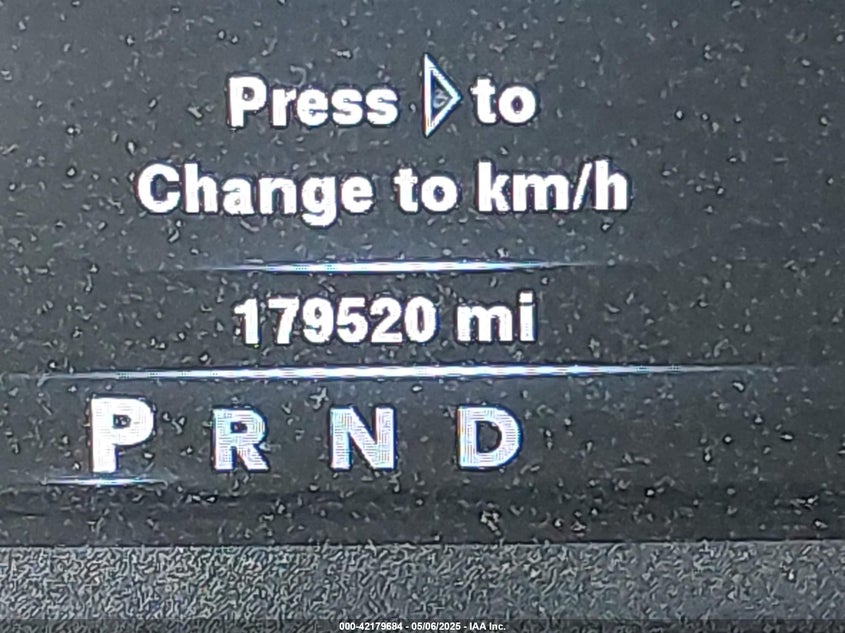 Press ▷ to
Change to km/h
179520 mi
P R N D
000-42179684 - 05/06/2025 - IAA Inc.